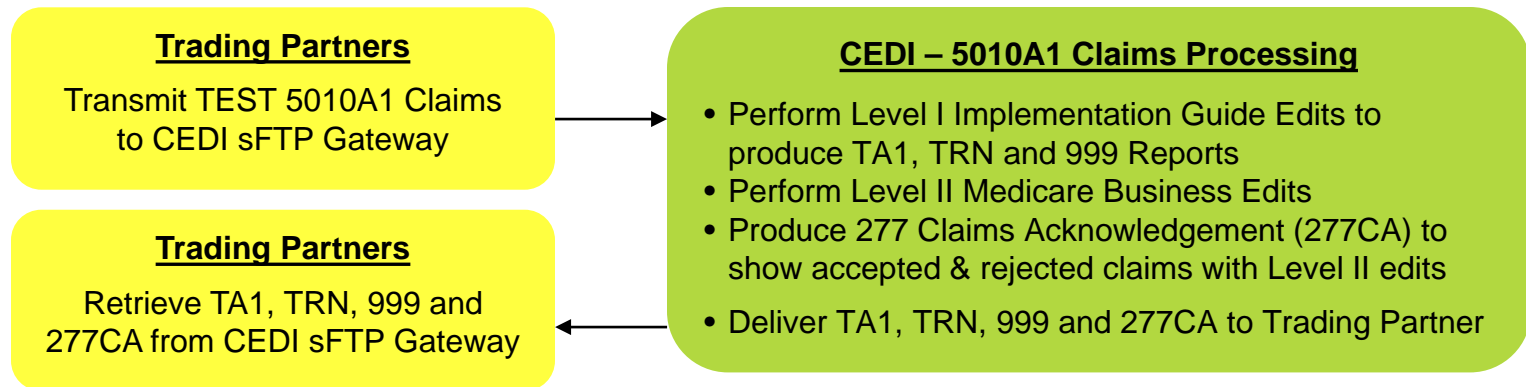 Trading Partners
Transmit TEST 5010A1 Claims
to CEDI sFTP Gateway
Trading Partners
Retrieve TA1, TRN, 999 and
277CA from CEDI sFTP Gateway
CEDI – 5010A1 Claims Processing
• Perform Level I Implementation Guide Edits to
produce TA1, TRN and 999 Reports
• Perform Level II Medicare Business Edits
• Produce 277 Claims Acknowledgement (277CA) to
show accepted & rejected claims with Level II edits
• Deliver TA1, TRN, 999 and 277CA to Trading Partner